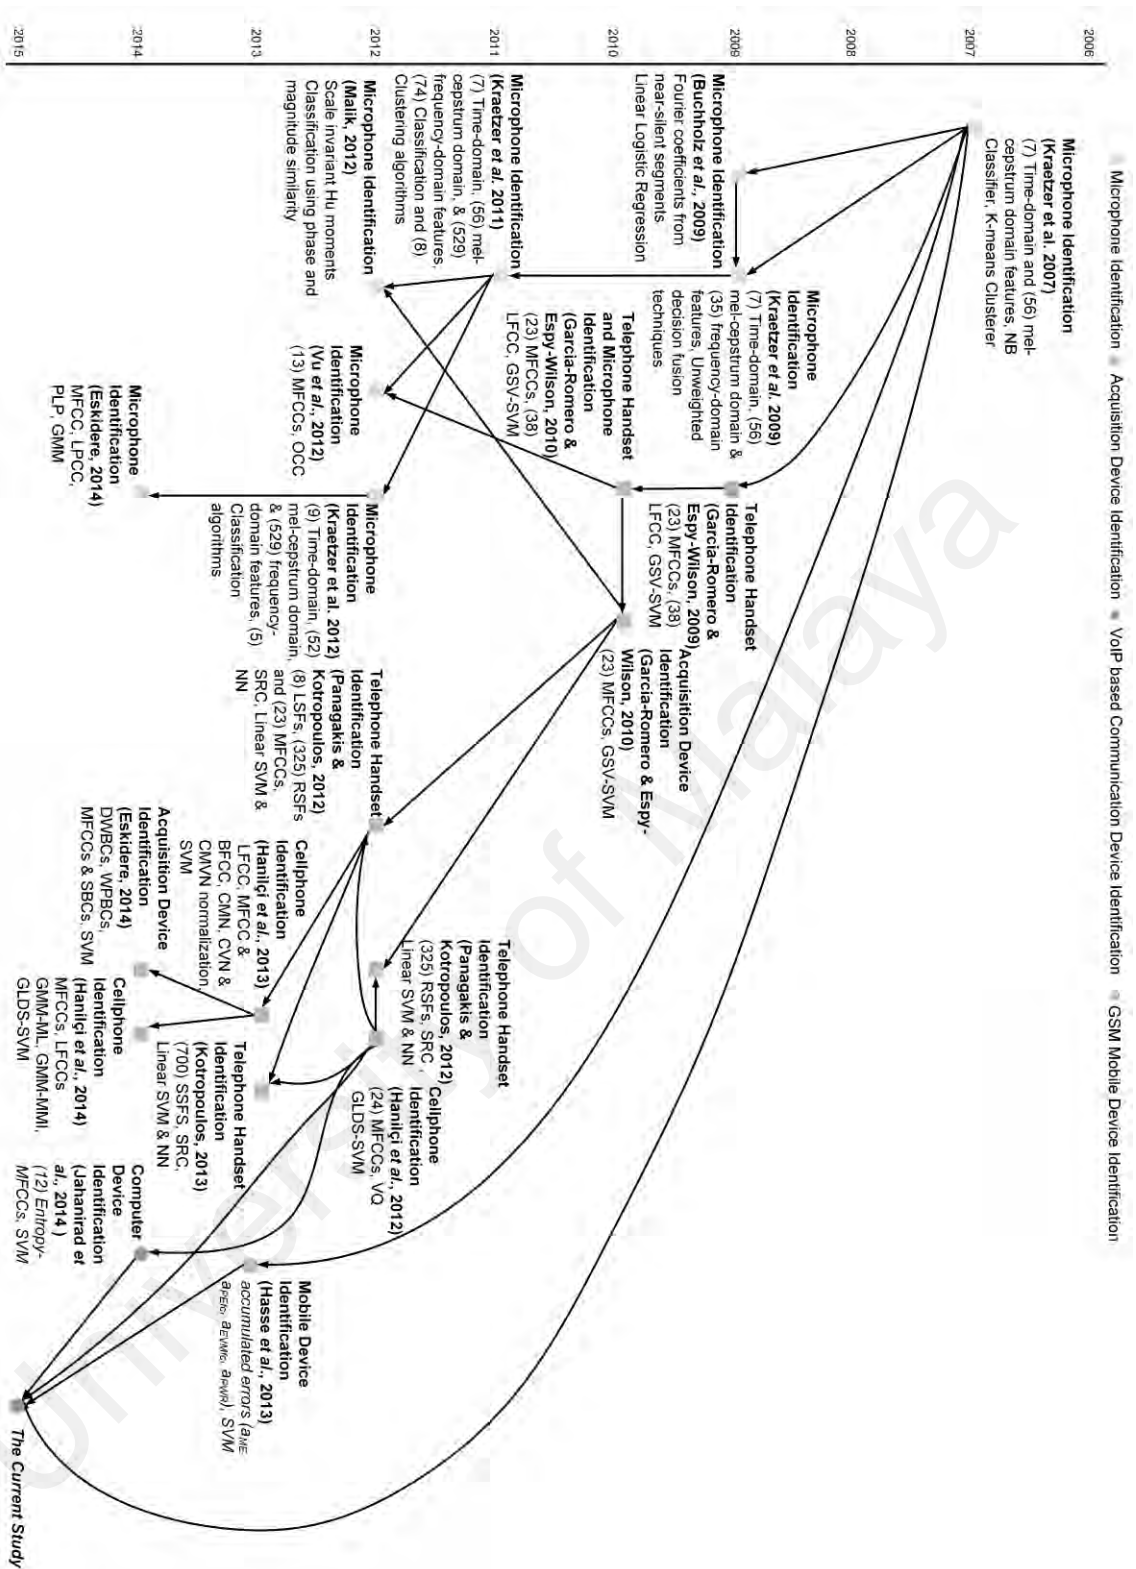 Microphone Identification
Acquisition Device Identification
VoIP based Communication Device Identification
GSM Mobile Device Identification
2006
2007
2008
2009
2010
2011
2012
2013
2014
2015
Microphone Identification
(Kraetzer et al. 2007)
(7) Time-domain and (56) mel-
cepstrum domain features, NB
Classifier, K-means Clusterer
Microphone Identification
(Buchholz et al., 2009)
Fourier coefficients from
near-silent segments.
Linear Logistic Regression
Microphone
Identification
(Kraetzer et al. 2009)
(7) Time-domain, (56)
mel-cepstrum domain &
(35) frequency-domain
features, Unweighted
decision fusion
techniques
Telephone Handset
Identification
(Garcia-Romero &
Espy-Wilson, 2009)
(23) MFCCs, (38)
LFCC, GSV-SVM
Telephone Handset
and Microphone
Identification
(Garcia-Romero &
Espy-Wilson, 2010)
(23) MFCCs, (38)
LFCC, GSV-SVM
Acquisition Device
Identification
(Garcia-Romero & Espy-
Wilson, 2010)
(23) MFCCs, GSV-SVM
Microphone Identification
(Kraetzer et al. 2011)
(7) Time-domain, (56) mel-
cepstrum domain, & (529)
frequency-domain features,
(74) Classification and (8)
Clustering algorithms
Microphone Identification
(Malik, 2012)
Scale invariant Hu moments
Classification using phase and
magnitude similarity
Microphone
Identification
(Vu et al., 2012)
(13) MFCCs, OCC
Microphone
Identification
(Kraetzer et al. 2012)
(9) Time-domain, (52)
mel-cepstrum domain,
& (529) frequency-
domain features, (5)
Classification
algorithms
Telephone Handset
Identification
(Panagakis &
Kotropoulos, 2012)
(8) LSFs, (325) RSFs
and (23) MFCCs,
SRC, Linear SVM &
NN
Telephone Handset
Identification
(Panagakis &
Kotropoulos, 2012)
(325) RSFs, SRC,
Linear SVM & NN
Cellphone
Identification
(Hanilçi et al., 2012)
(24) MFCCs, VQ
GLDS-SVM
Cellphone
Identification
(Hanilçi et al., 2013)
LFCC, MFCC &
BFCC, CMN, CVN &
CMVN normalization,
SVM
Telephone Handset
Identification
(Kotropoulos, 2013)
(700) SSFS, SRC,
Linear SVM & NN
Mobile Device
Identification
(Hasse et al., 2013)
accumulated errors (aME,
aPEfc, aEVMfc, aPWR), SVM
Microphone
Identification
(Eskidere, 2014)
MFCC, LPCC,
PLP, GMM
Acquisition Device
Identification
(Eskidere, 2014)
DWBCs, WPBCs,
MFCCs & SBCs, SVM
Cellphone
Identification
(Hanilçi et al., 2014)
MFCCs, LFCCs
GMM-ML, GMM-MMI,
GLDS-SVM
Computer
Device
Identification
(Jahanirad et
al., 2014 )
(12) Entropy-
MFCCs, SVM
The Current Study
University of Malaya